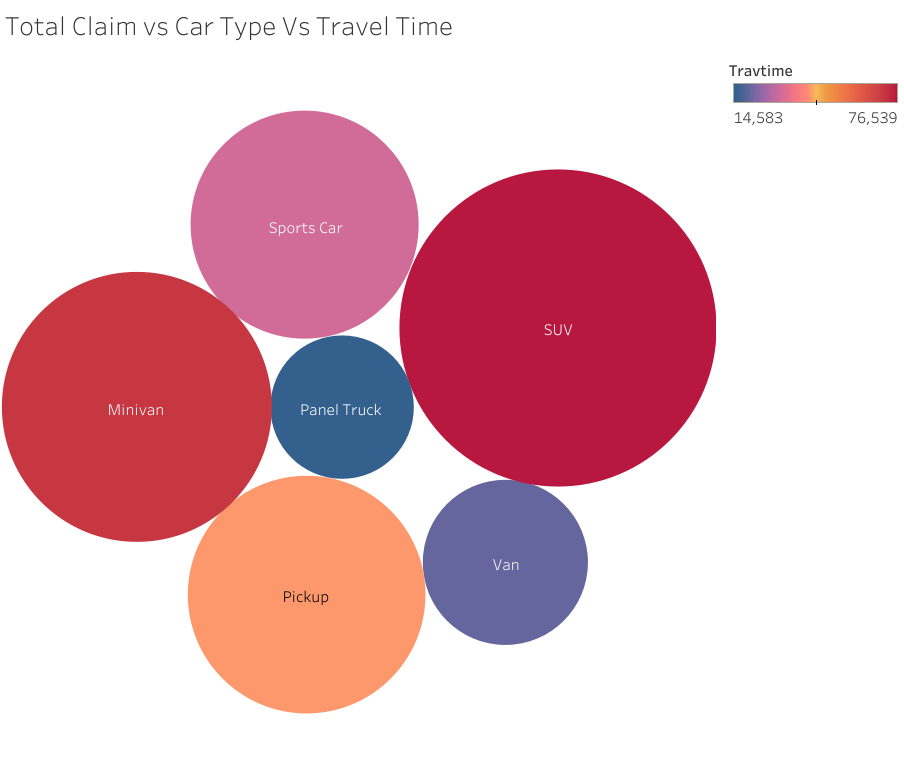 Total Claim vs Car Type Vs Travel Time
Travtime
14,583 76,539
Sports Car
SUV
Minivan
Panel Truck
Van
Pickup